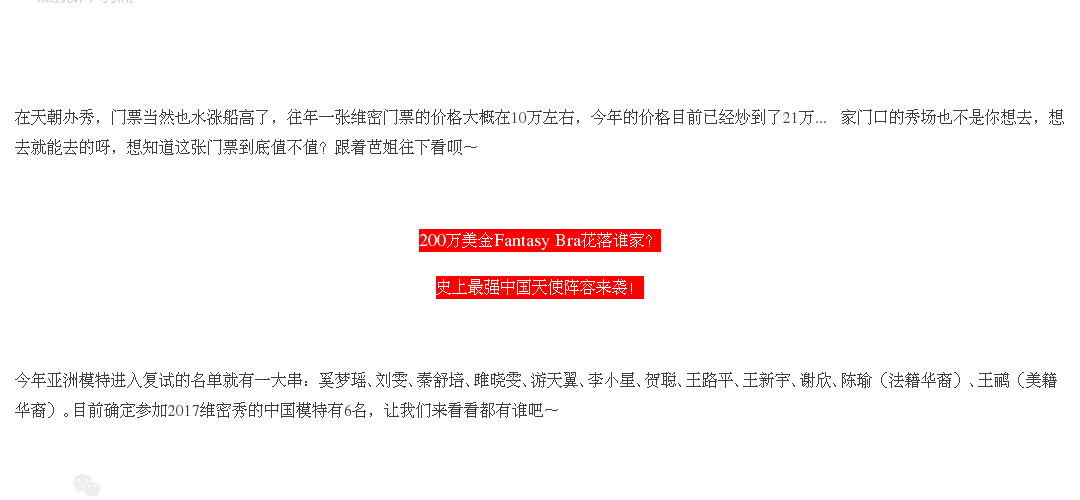 在天朝办秀，门票当然也水涨船高了，往年一张维密门票的价格大概在10万左右，今年的价格目前已经炒到了21万... 家门口的秀场也不是你想去，想
去就能去的呀，想知道这张门票到底值不值？跟着芭姐往下看呗～
200万美金Fantasy Bra花落谁家？
史上最强中国天使阵容来袭！
今年亚洲模特进入复试的名单就有一大串：奚梦瑶、刘雯、秦舒培、睢晓雯、游天翼、李小星、贺聪、王路平、王新宇、谢欣、陈瑜（法籍华裔）、王鹂（美籍
华裔）。目前确定参加2017维密秀的中国模特有6名，让我们来看看都有谁吧～